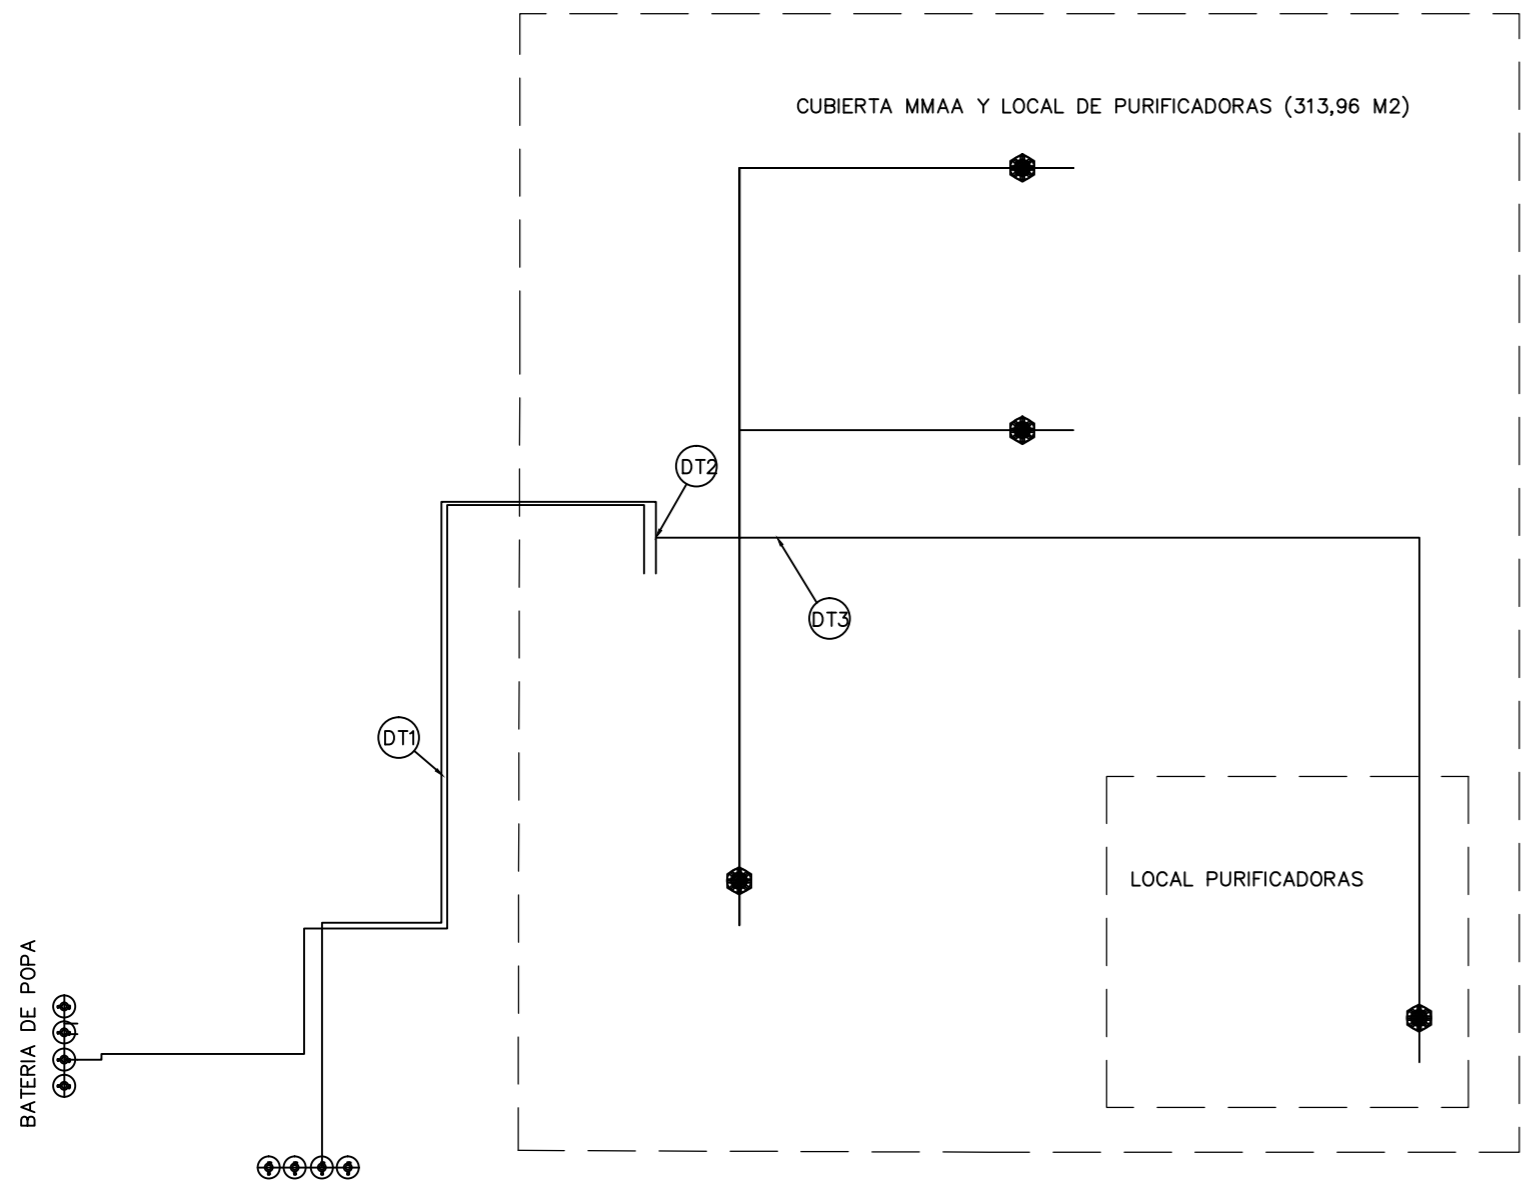 CUBIERTA MMAA Y LOCAL DE PURIFICADORAS (313,96 M2)
DT2
DT3
DT1
LOCAL PURIFICADORAS
BATERIA DE POPA